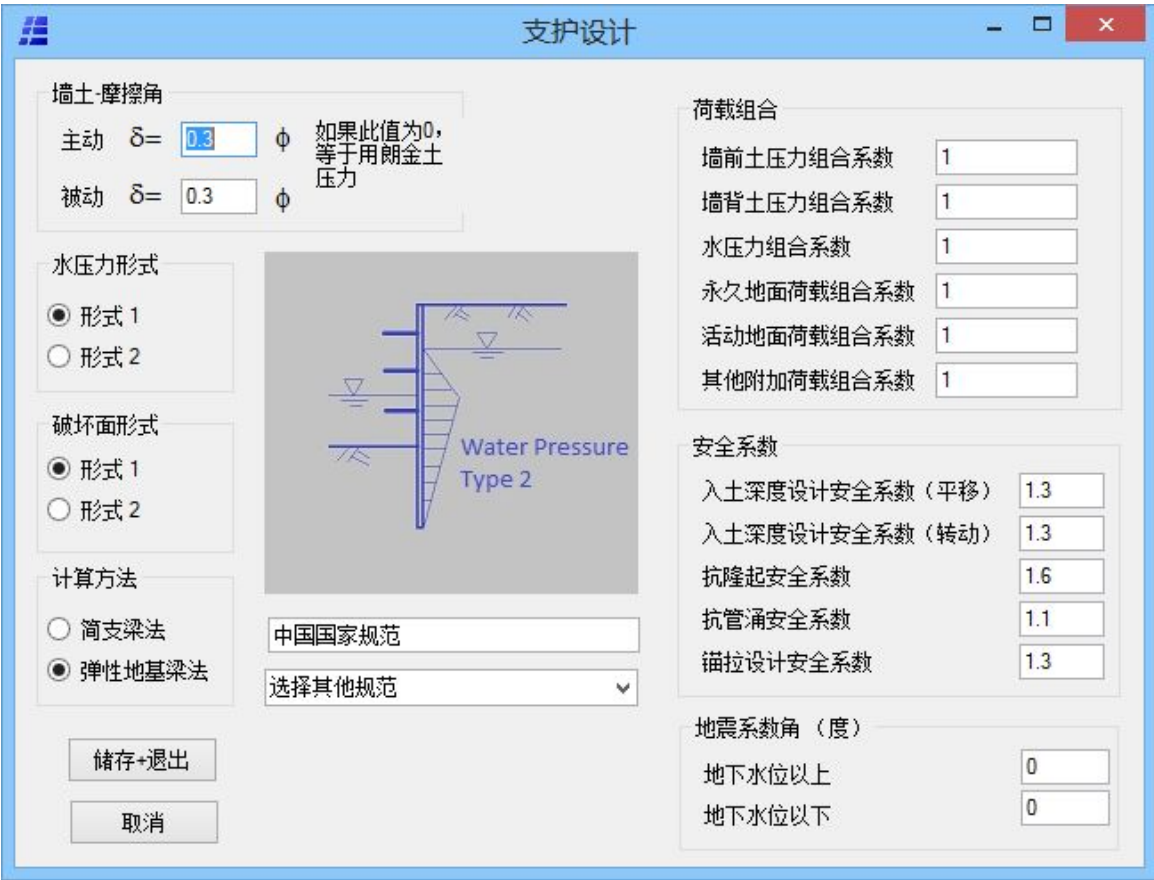 支护设计
墙土-摩擦角
主动 δ= 0.3 ϕ
如果此值为0，
等于用朗金土
压力
被动 δ= 0.3 ϕ
水压力形式
形式 1
形式 2
破坏面形式
形式 1
形式 2
计算方法
简支梁法
弹性地基梁法
储存+退出
取消
Water Pressure
Type 2
中国国家规范
选择其他规范
荷载组合
墙前土压力组合系数 1
墙背土压力组合系数 1
水压力组合系数 1
永久地面荷载组合系数 1
活动地面荷载组合系数 1
其他附加荷载组合系数 1
安全系数
入土深度设计安全系数（平移） 1.3
入土深度设计安全系数（转动） 1.3
抗隆起安全系数 1.6
抗管涌安全系数 1.1
锚拉设计安全系数 1.3
地震系数角 （度）
地下水位以上 0
地下水位以下 0